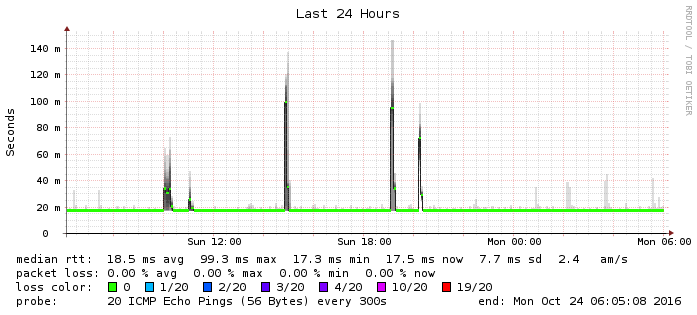 Last 24 Hours
RRDTOOL / TOBI OETIKER
Seconds
140 m
120 m
100 m
80 m
60 m
40 m
20 m
0
Sun 12:00 Sun 18:00 Mon 00:00 Mon 06:00
median rtt: 18.5 ms avg 99.3 ms max 17.3 ms min 17.5 ms now 7.7 ms sd 2.4 am/s
packet loss: 0.00 % avg 0.00 % max 0.00 % min 0.00 % now
loss color: 0 1/20 2/20 3/20 4/20 10/20 19/20
probe: 20 ICMP Echo Pings (56 Bytes) every 300s end: Mon Oct 24 06:05:08 2016